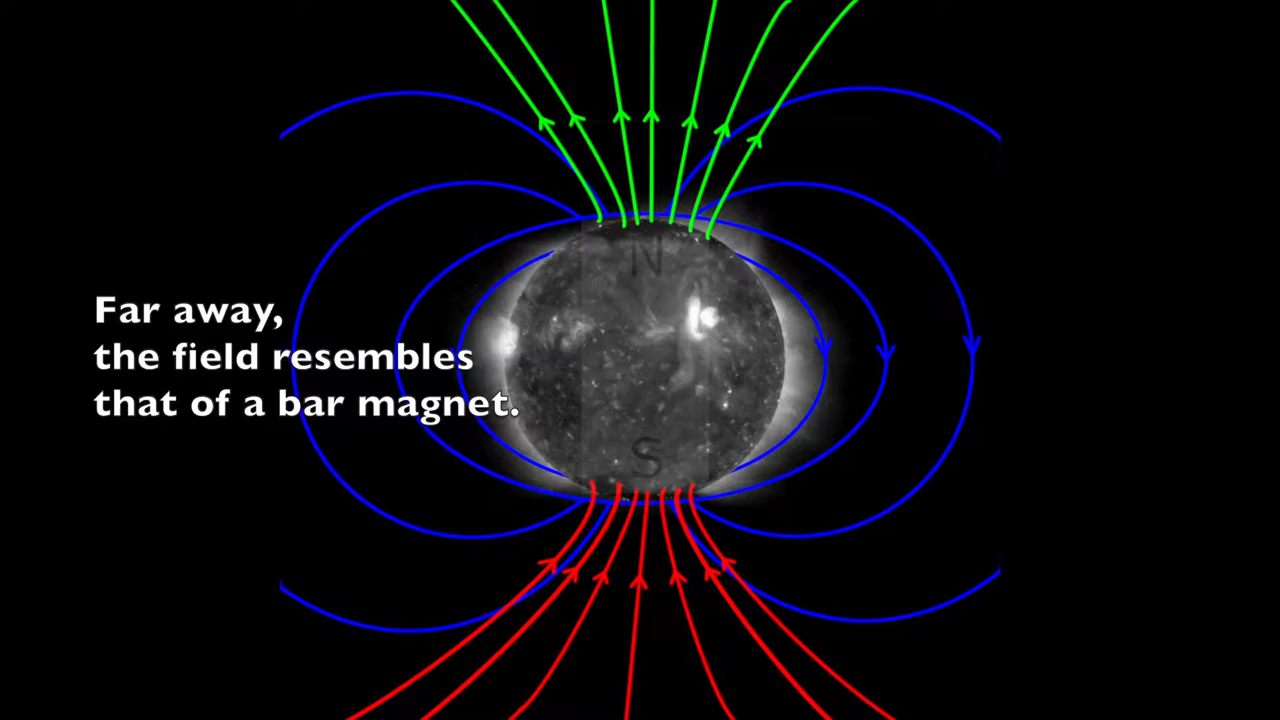 N
Far away,
the field resembles
that of a bar magnet.
S